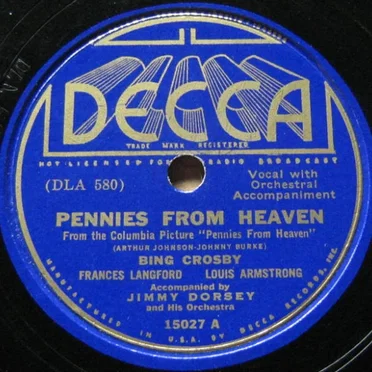 DECCA
TRADE MARK REGISTERED
NOT LICENSED FOR RADIO BROADCAST
(DLA 580)
Vocal with
Orchestral
Accompaniment
PENNIES FROM HEAVEN
From the Columbia Picture "Pennies From Heaven"
(ARTHUR JOHNSON-JOHNNY BURKE)
BING CROSBY
FRANCES LANGFORD LOUIS ARMSTRONG
Accompanied by
JIMMY DORSEY
and His Orchestra
15027 A
MANUFACTURED IN U.S.A. BY DECCA RECORDS, INC.